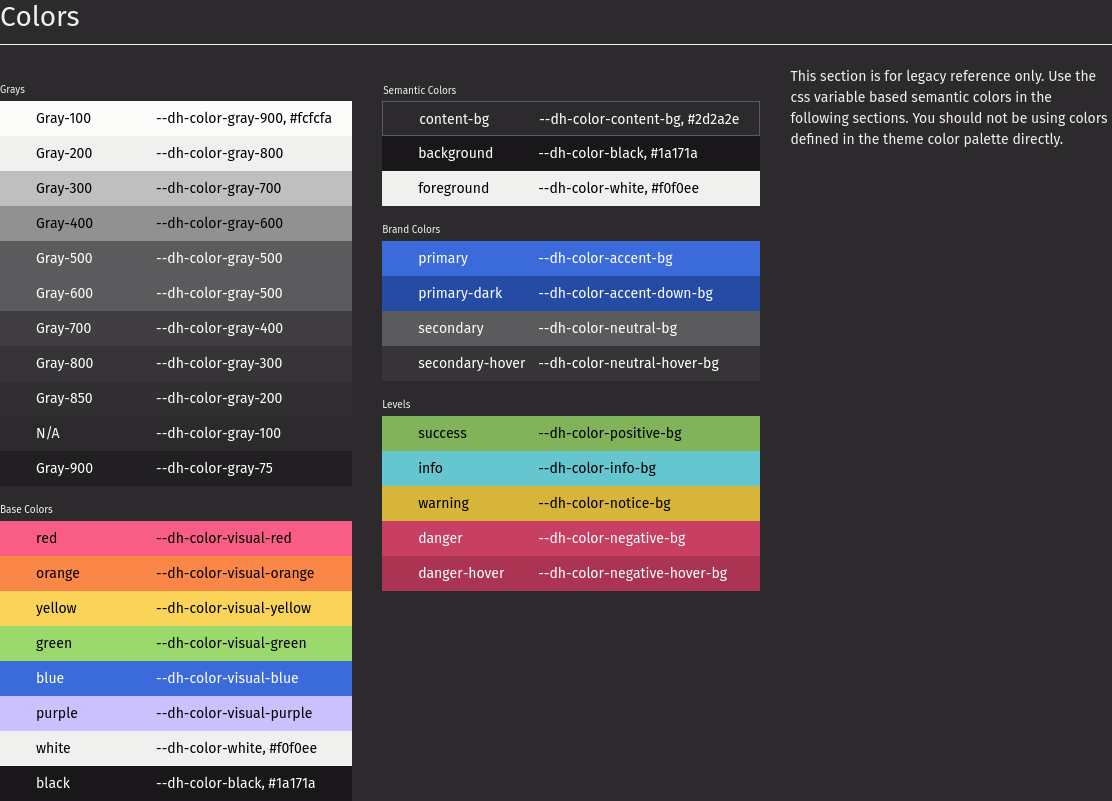 Colors
Grays
Gray-100 --dh-color-gray-900, #fcfcfa
Gray-200 --dh-color-gray-800
Gray-300 --dh-color-gray-700
Gray-400 --dh-color-gray-600
Gray-500 --dh-color-gray-500
Gray-600 --dh-color-gray-500
Gray-700 --dh-color-gray-400
Gray-800 --dh-color-gray-300
Gray-850 --dh-color-gray-200
N/A --dh-color-gray-100
Gray-900 --dh-color-gray-75
Base Colors
red --dh-color-visual-red
orange --dh-color-visual-orange
yellow --dh-color-visual-yellow
green --dh-color-visual-green
blue --dh-color-visual-blue
purple --dh-color-visual-purple
white --dh-color-white, #f0f0ee
black --dh-color-black, #1a171a
Semantic Colors
content-bg --dh-color-content-bg, #2d2a2e
background --dh-color-black, #1a171a
foreground --dh-color-white, #f0f0ee
Brand Colors
primary --dh-color-accent-bg
primary-dark --dh-color-accent-down-bg
secondary --dh-color-neutral-bg
secondary-hover --dh-color-neutral-hover-bg
Levels
success --dh-color-positive-bg
info --dh-color-info-bg
warning --dh-color-notice-bg
danger --dh-color-negative-bg
danger-hover --dh-color-negative-hover-bg
This section is for legacy reference only. Use the
css variable based semantic colors in the
following sections. You should not be using colors
defined in the theme color palette directly.